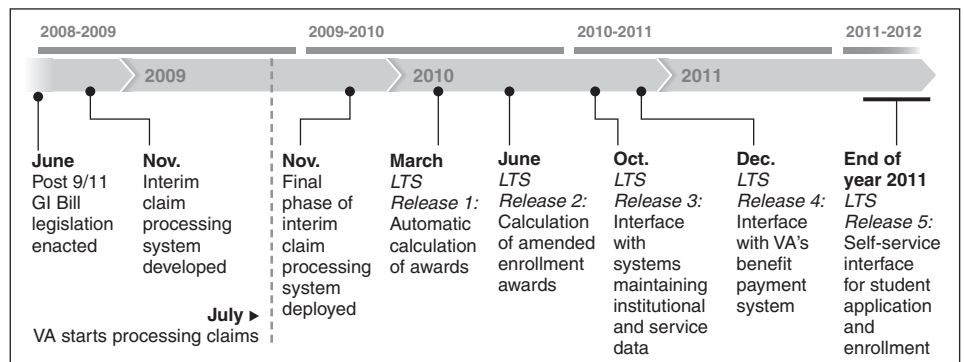 2008-2009
2009-2010
2010-2011
2011-2012
2009
2010
2011
June
Post 9/11
GI Bill
legislation
enacted
Nov.
Interim
claim
processing
system
developed
July ►
VA starts processing claims
Nov.
Final
phase of
interim
claim
processing
system
deployed
March
LTS
Release 1:
Automatic
calculation
of awards
June
LTS
Release 2:
Calculation
of amended
enrollment
awards
Oct.
LTS
Release 3:
Interface
with
systems
maintaining
institutional
and service
data
Dec.
LTS
Release 4:
Interface
with VA's
benefit
payment
system
End of
year 2011
LTS
Release 5:
Self-service
interface
for student
application
and
enrollment